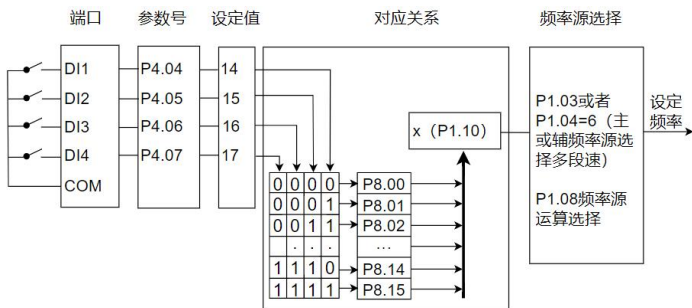 端口 参数号 设定值 对应关系 频率源选择
DI1 P4.04 14
DI2 P4.05 15
DI3 P4.06 16
DI4 P4.07 17
COM
x（P1.10）
0 0 0 0 P8.00
0 0 0 1 P8.01
0 0 1 1 P8.02
· · · ...
1 1 1 0 P8.14
1 1 1 1 P8.15
P1.03或者
P1.04=6（主
或辅频率源选
择多段速）
P1.08频率源
运算选择
设定
频率